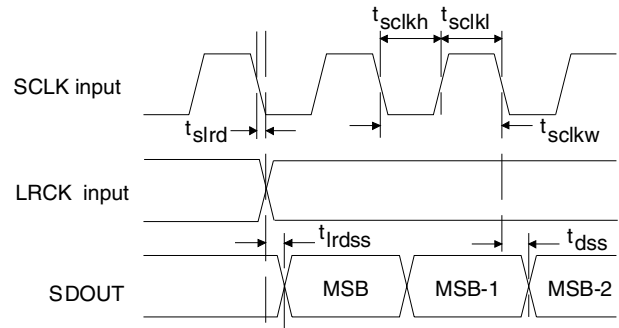 tsclkh tsclkl
SCLK input
tslrd
tsclkw
LRCK input
tlrdss
tdss
SDOUT
MSB
MSB-1
MSB-2